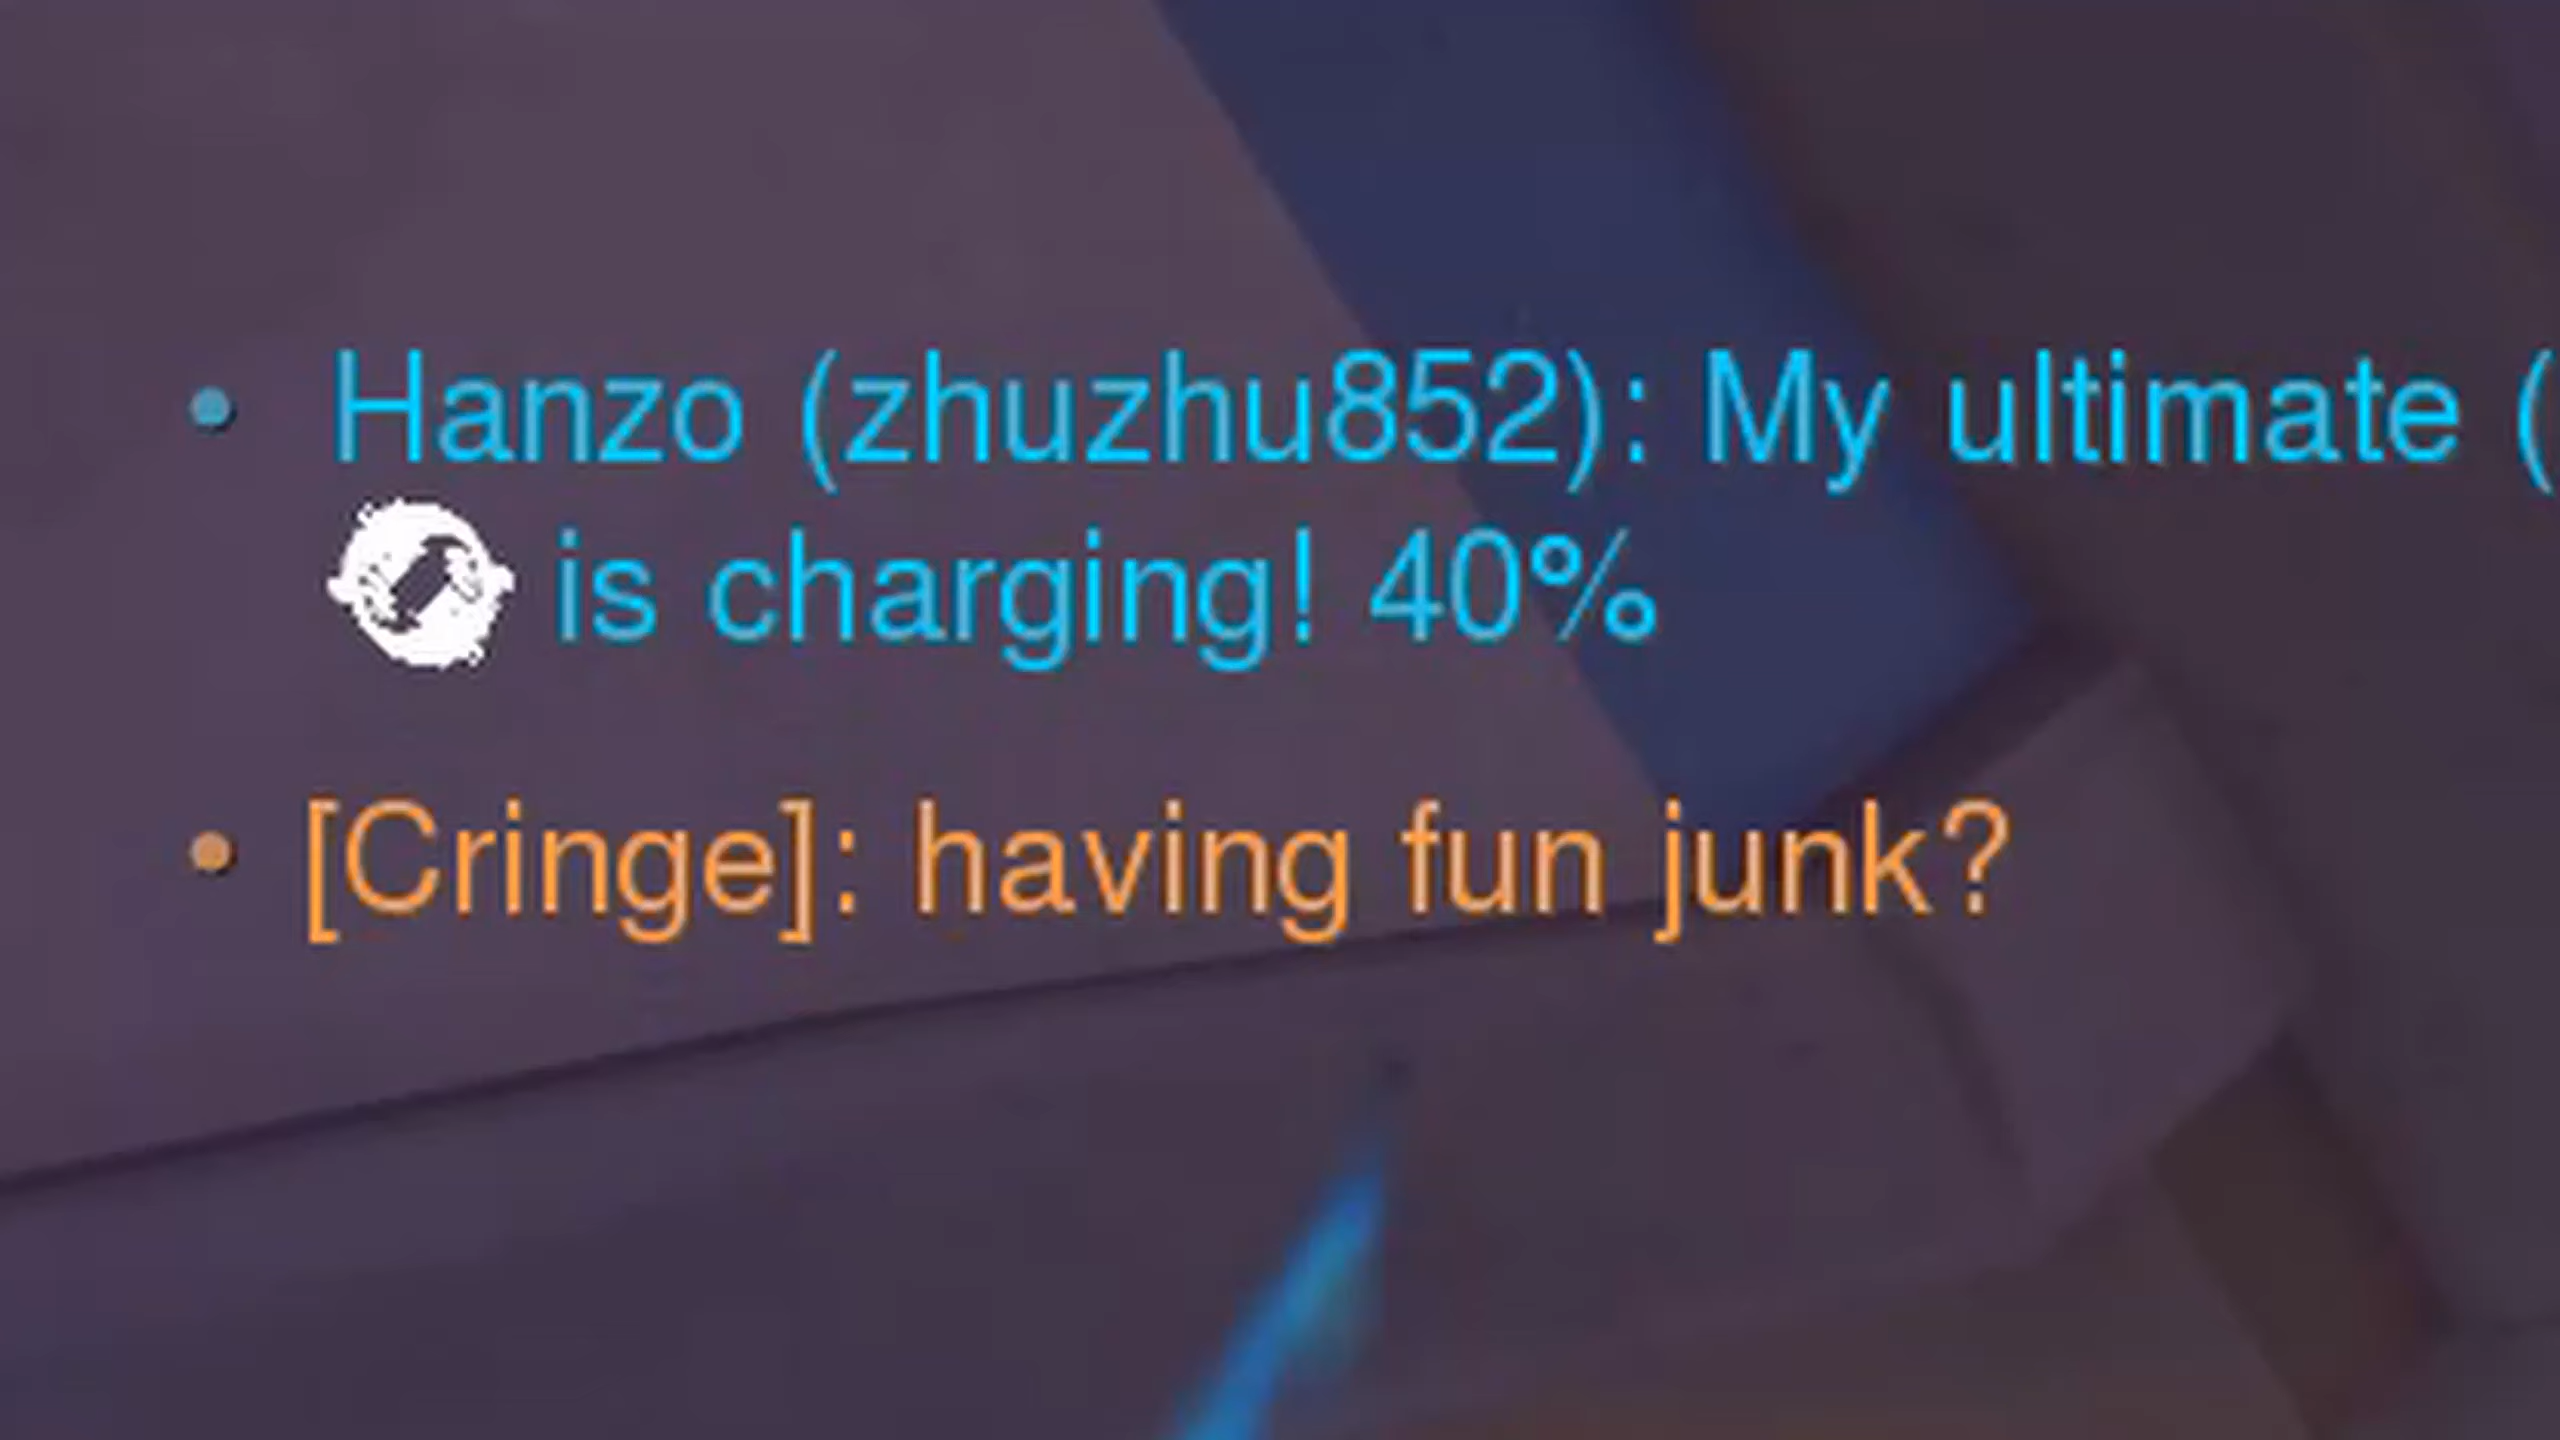 • Hanzo (zhuzhu852): My ultimate (
is charging! 40%
• [Cringe]: having fun junk?